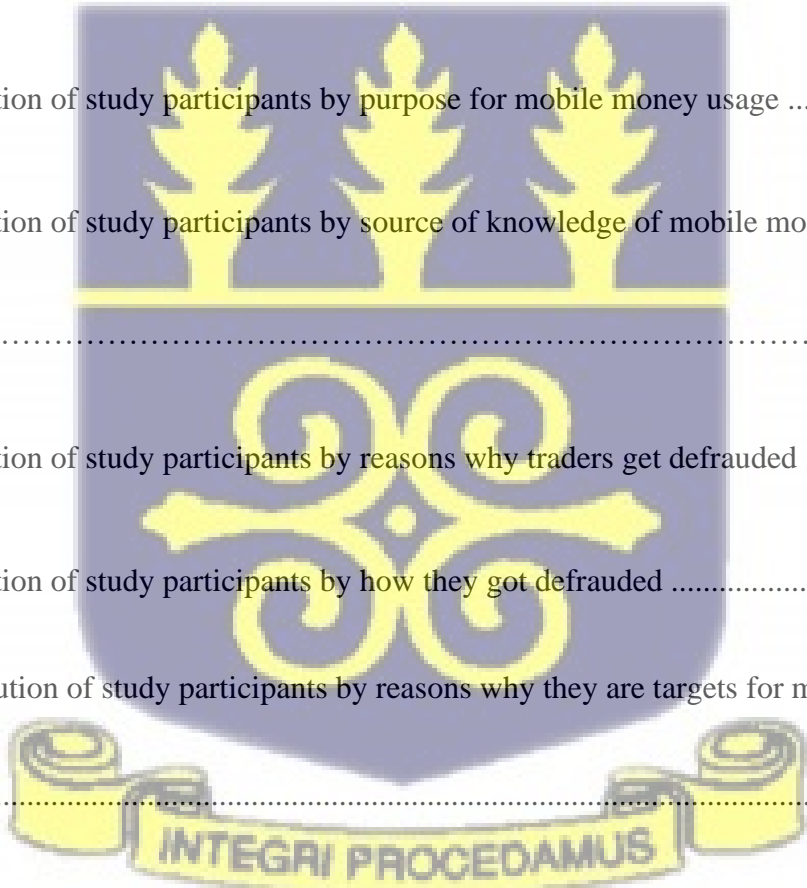 tion of study participants by purpose for mobile money usage ...
tion of study participants by source of knowledge of mobile mo
...........................................................................
tion of study participants by reasons why traders get defrauded
tion of study participants by how they got defrauded ...................
ution of study participants by reasons why they are targets for m
...........................................................................
INTEGRI PROCEDAMUS